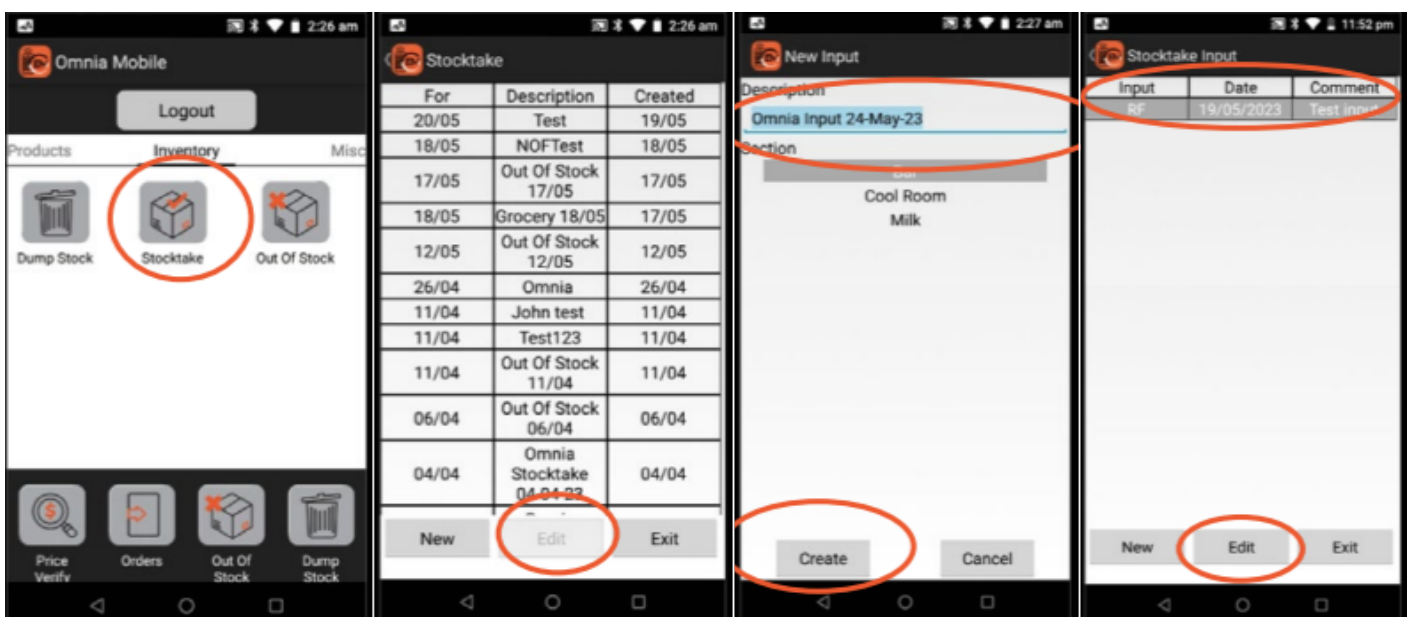 2:26 am
Omnia Mobile
Logout
Products Inventory Misc
Dump Stock Stocktake Out Of Stock
Price Verify Orders Out Of Stock Dump Stock
2:26 am
Stocktake
For Description Created
20/05 Test 19/05
18/05 NOFTest 18/05
17/05 Out Of Stock 17/05 17/05
18/05 Grocery 18/05 17/05
12/05 Out Of Stock 12/05 12/05
26/04 Omnia 26/04
11/04 John test 11/04
11/04 Test123 11/04
11/04 Out Of Stock 11/04 11/04
06/04 Out Of Stock 06/04 06/04
04/04 Omnia Stocktake 04-04-23 04/04
New Edit Exit
2:27 am
New Input
Description
Omnia Input 24-May-23
Section
Bar
Cool Room
Milk
Create Cancel
11:52 pm
Stocktake Input
Input Date Comment
RF 19/05/2023 Test input
New Edit Exit